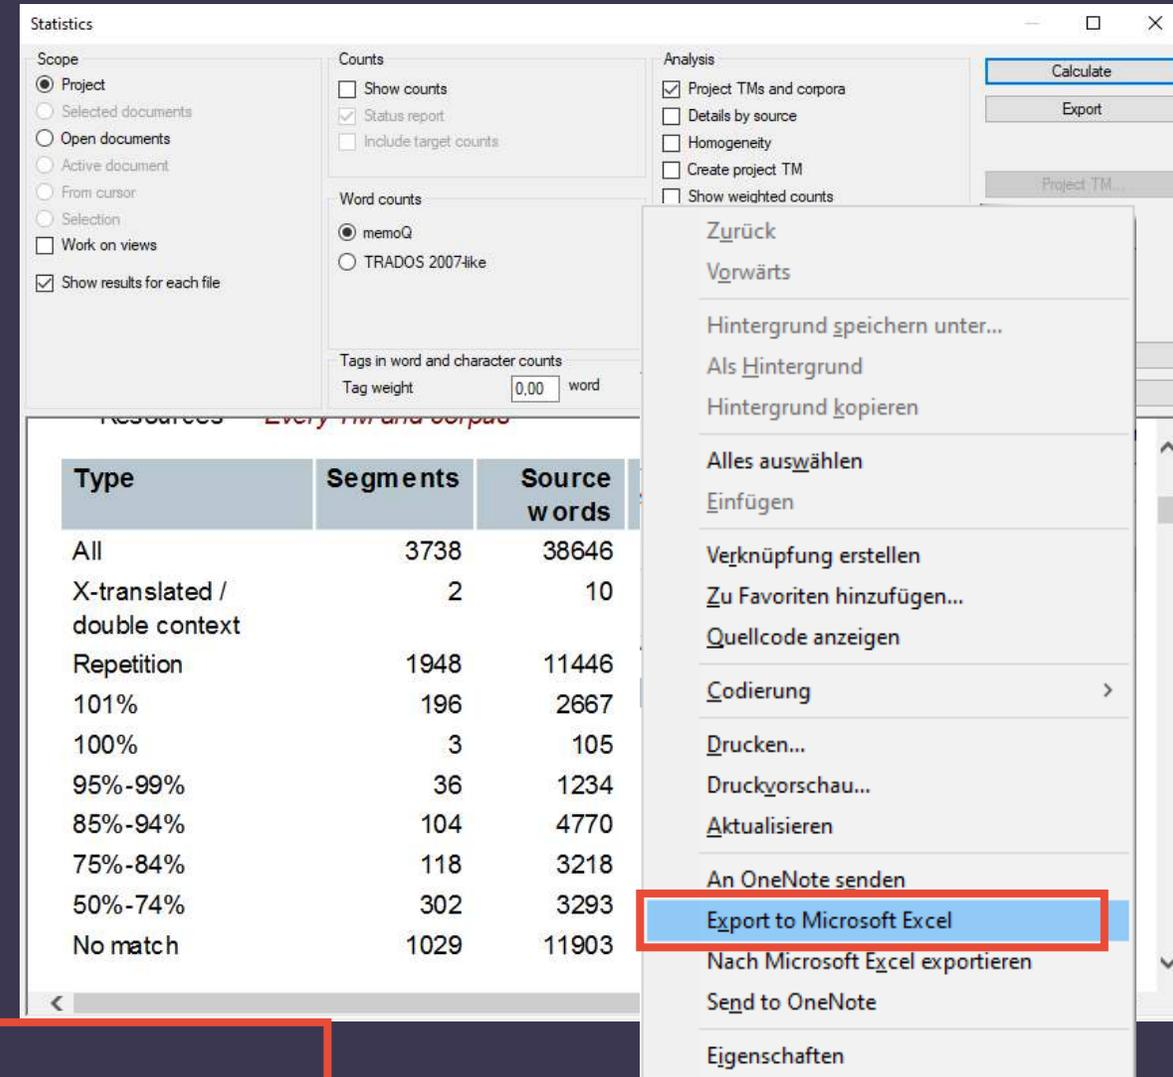 Statistics
Scope
Project
Selected documents
Open documents
Active document
From cursor
Selection
Work on views
Show results for each file
Counts
Show counts
Status report
Include target counts
Word counts
memoQ
TRADOS 2007-like
Tags in word and character counts
Tag weight 0,00 word
Analysis
Project TMs and corpora
Details by source
Homogeneity
Create project TM
Show weighted counts
Calculate
Export
Project TM...
Resources Every TM and corpus
Type Segments Source
words
All 3738 38646
X-translated / 2 10
double context
Repetition 1948 11446
101% 196 2667
100% 3 105
95%-99% 36 1234
85%-94% 104 4770
75%-84% 118 3218
50%-74% 302 3293
No match 1029 11903
Zurück
Vorwärts
Hintergrund speichern unter...
Als Hintergrund
Hintergrund kopieren
Alles auswählen
Einfügen
Verknüpfung erstellen
Zu Favoriten hinzufügen...
Quellcode anzeigen
Codierung
Drucken...
Druckvorschau...
Aktualisieren
An OneNote senden
Export to Microsoft Excel
Nach Microsoft Excel exportieren
Send to OneNote
Eigenschaften